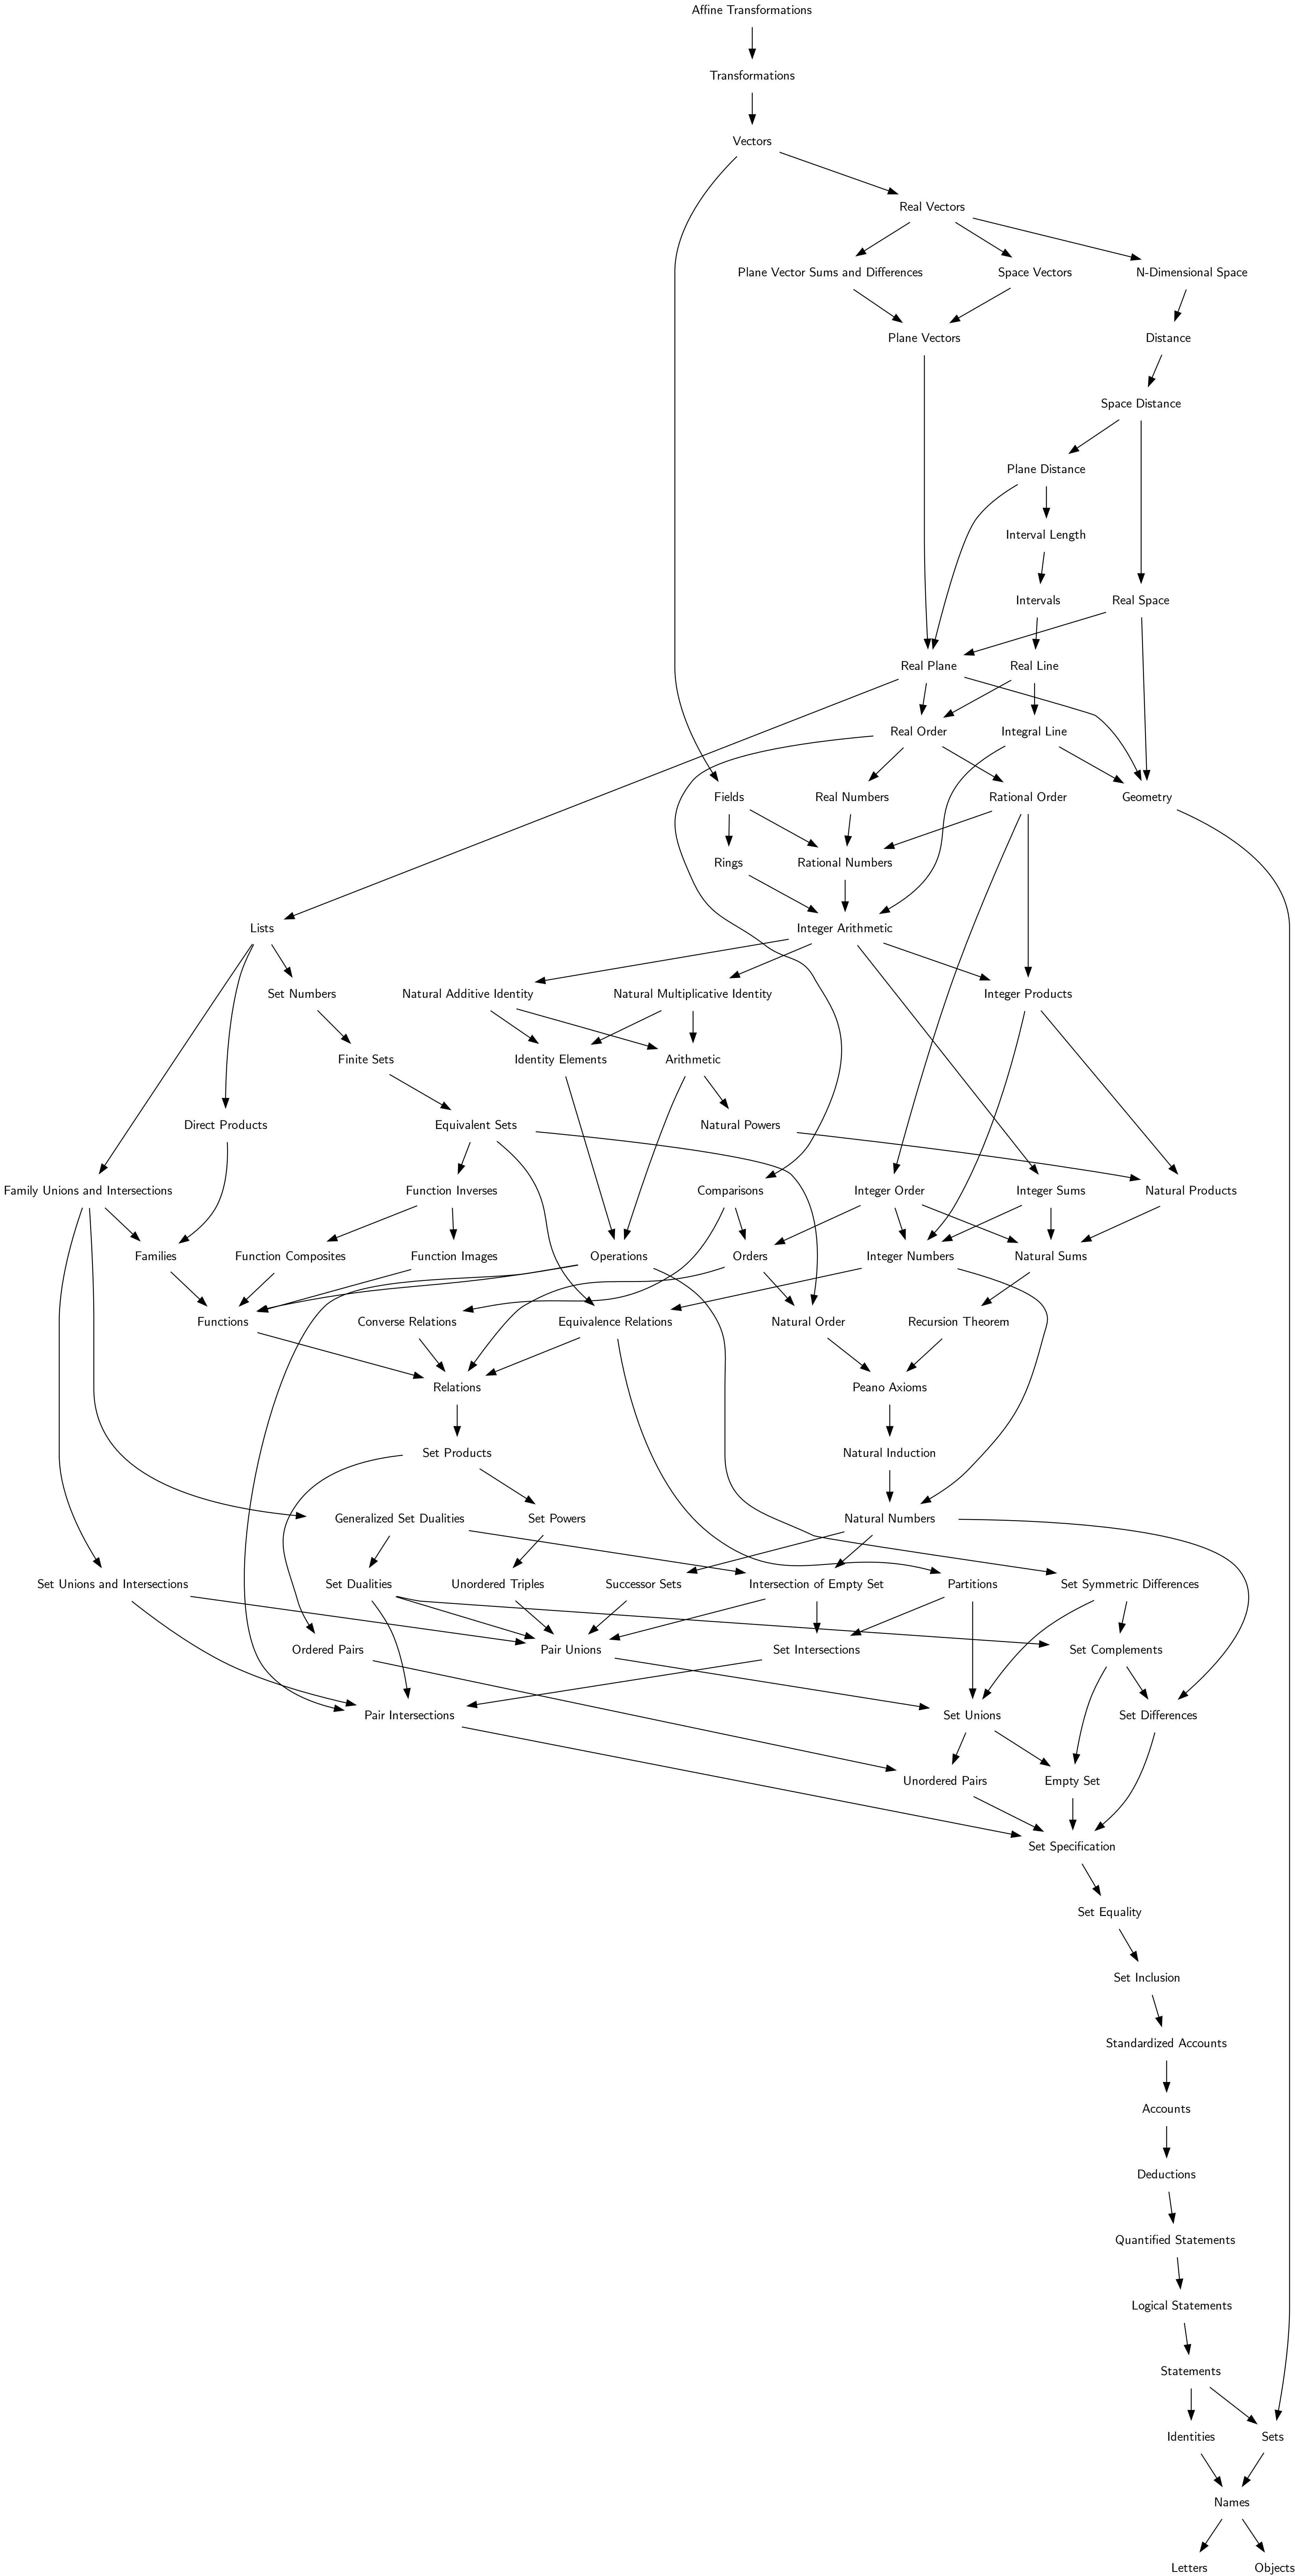 Affine Transformations
Transformations
Vectors
Real Vectors
Plane Vector Sums and Differences
Space Vectors
N-Dimensional Space
Plane Vectors
Distance
Space Distance
Plane Distance
Interval Length
Intervals
Real Space
Real Plane
Real Line
Real Order
Integral Line
Fields
Real Numbers
Rational Order
Geometry
Rings
Rational Numbers
Lists
Integer Arithmetic
Set Numbers
Natural Additive Identity
Natural Multiplicative Identity
Integer Products
Finite Sets
Identity Elements
Arithmetic
Direct Products
Equivalent Sets
Natural Powers
Family Unions and Intersections
Function Inverses
Comparisons
Integer Order
Integer Sums
Natural Products
Families
Function Composites
Function Images
Operations
Orders
Integer Numbers
Natural Sums
Functions
Converse Relations
Equivalence Relations
Natural Order
Recursion Theorem
Relations
Peano Axioms
Set Products
Natural Induction
Generalized Set Dualities
Set Powers
Natural Numbers
Set Unions and Intersections
Set Dualities
Unordered Triples
Successor Sets
Intersection of Empty Set
Partitions
Set Symmetric Differences
Ordered Pairs
Pair Unions
Set Intersections
Set Complements
Pair Intersections
Set Unions
Set Differences
Unordered Pairs
Empty Set
Set Specification
Set Equality
Set Inclusion
Standardized Accounts
Accounts
Deductions
Quantified Statements
Logical Statements
Statements
Identities
Sets
Names
Letters
Objects